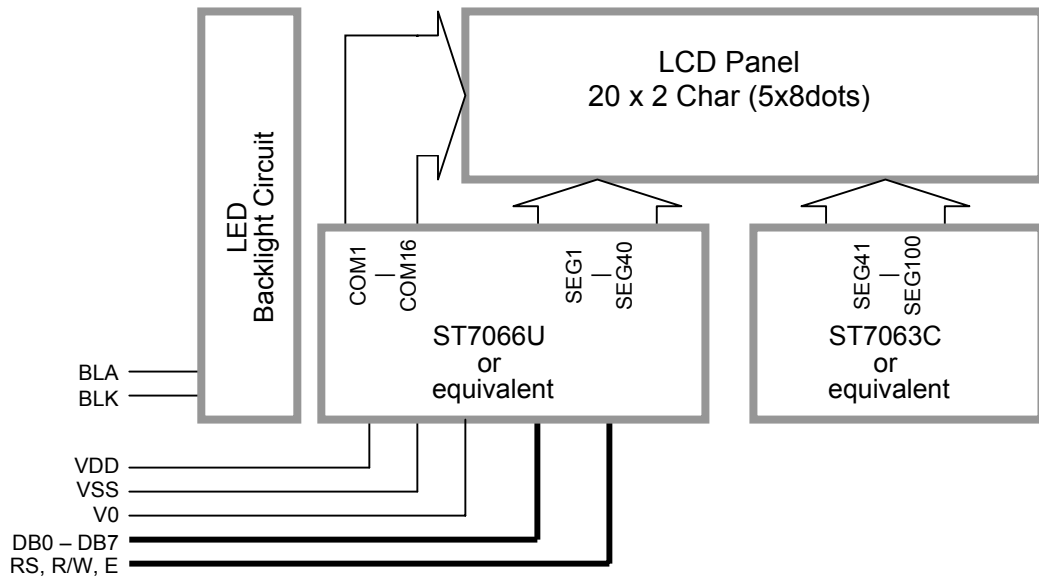 LCD Panel
20 x 2 Char (5x8dots)
LED
Backlight Circuit
COM1
—
COM16
SEG1
—
SEG40
ST7066U
or
equivalent
SEG41
—
SEG100
ST7063C
or
equivalent
BLA
BLK
VDD
VSS
V0
DB0 – DB7
RS, R/W, E